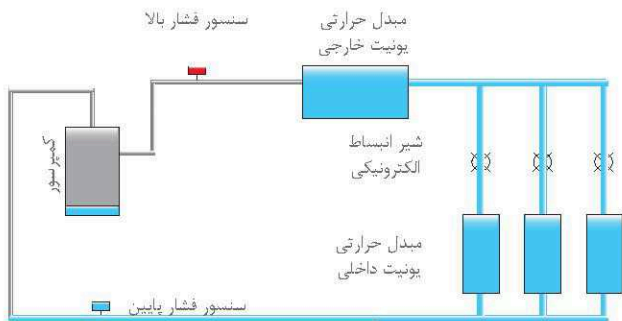 سنسور فشار بالا
مبدل حرارتی
یونیت خارجی
کمپرسور
شیر انبساط
الکترونیکی
مبدل حرارتی
یونیت داخلی
سنسور فشار پایین